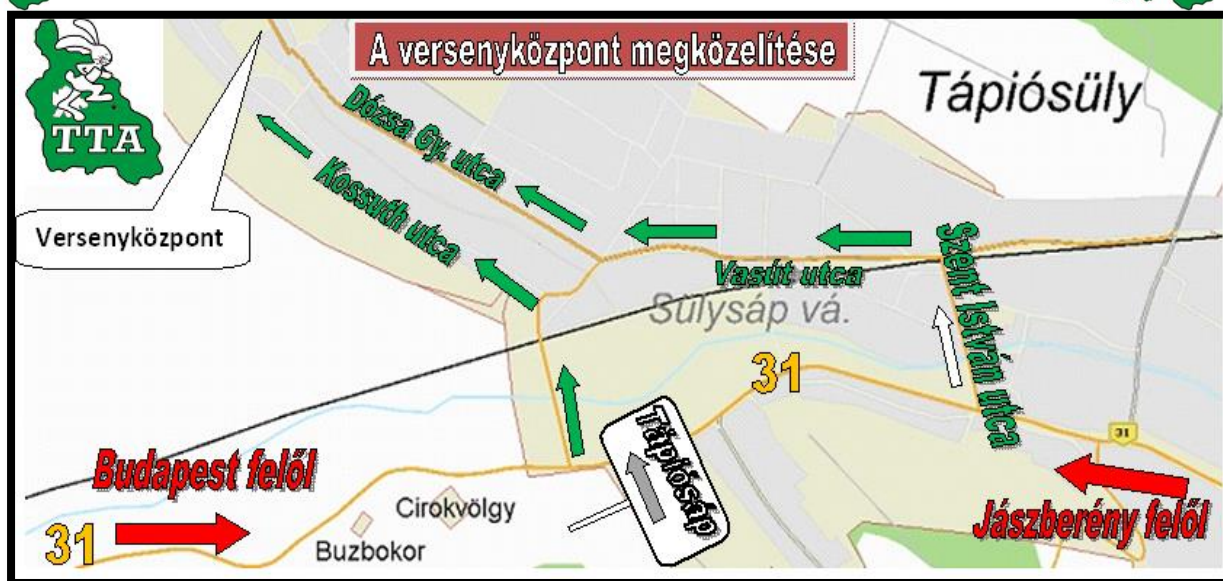 A versenyközpont megközelítése
TTA
Tápiósüly
Dózsa Gy. utca
Kossuth utca
Versenyközpont
Vasút utca
Szent István utca
Sülysáp vá.
31
31
Tápiósáp
Budapest felől
Jászberény felől
Cirokvölgy
31
Buzbokor